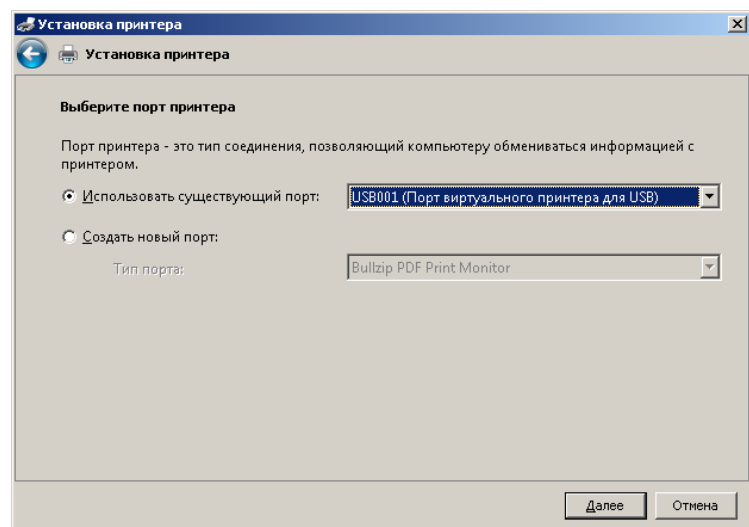 Установка принтера
Установка принтера
Выберите порт принтера
Порт принтера - это тип соединения, позволяющий компьютеру обмениваться информацией с
принтером.
Использовать существующий порт: USB001 (Порт виртуального принтера для USB)
Создать новый порт:
Тип порта: Bullzip PDF Print Monitor
Далее Отмена